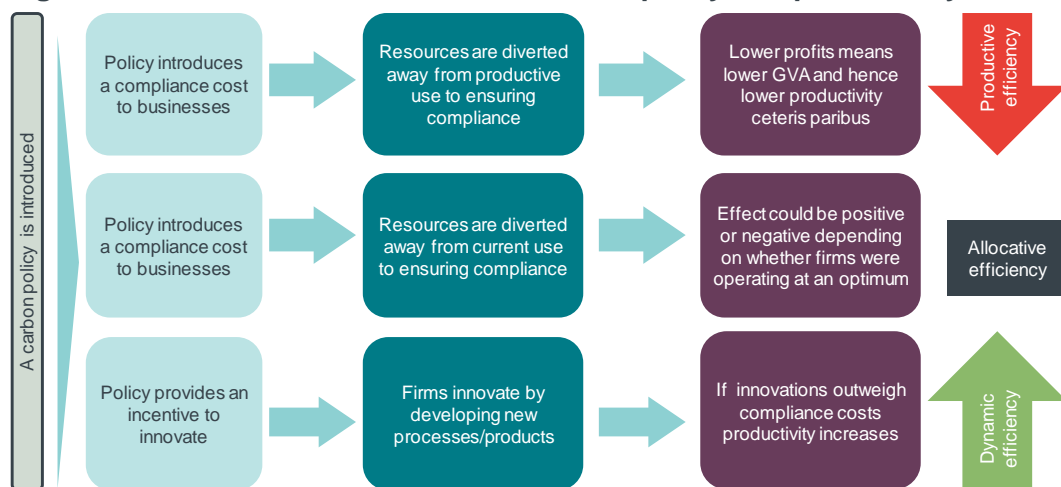 A carbon policy is introduced
Policy introduces
a compliance cost
to businesses
Resources are diverted
away from productive
use to ensuring
compliance
Lower profits means
lower GVA and hence
lower productivity
ceteris paribus
Productive
efficiency
Policy introduces
a compliance cost
to businesses
Resources are diverted
away from current use
to ensuring compliance
Effect could be positive
or negative depending
on whether firms were
operating at an optimum
Allocative
efficiency
Policy provides an
incentive to
innovate
Firms innovate by
developing new
processes/products
If innovations outweigh
compliance costs
productivity increases
Dynamic
efficiency